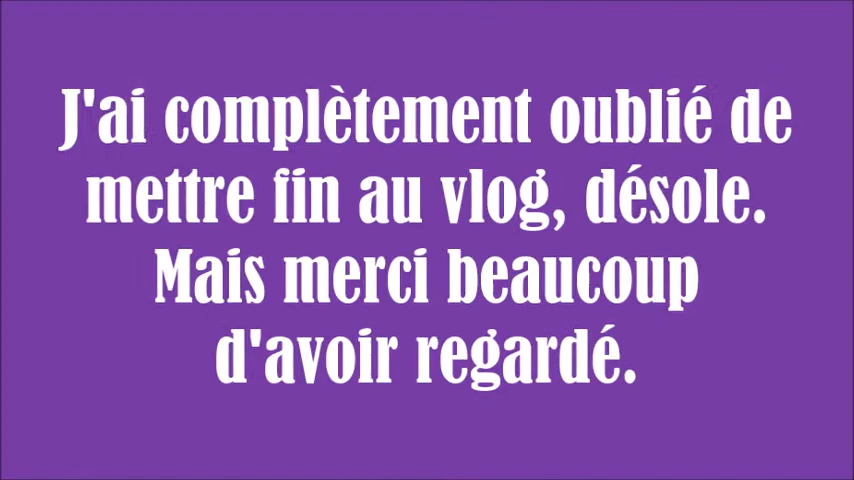 J'ai complètement oublié de
mettre fin au vlog, désole.
Mais merci beaucoup
d'avoir regardé.